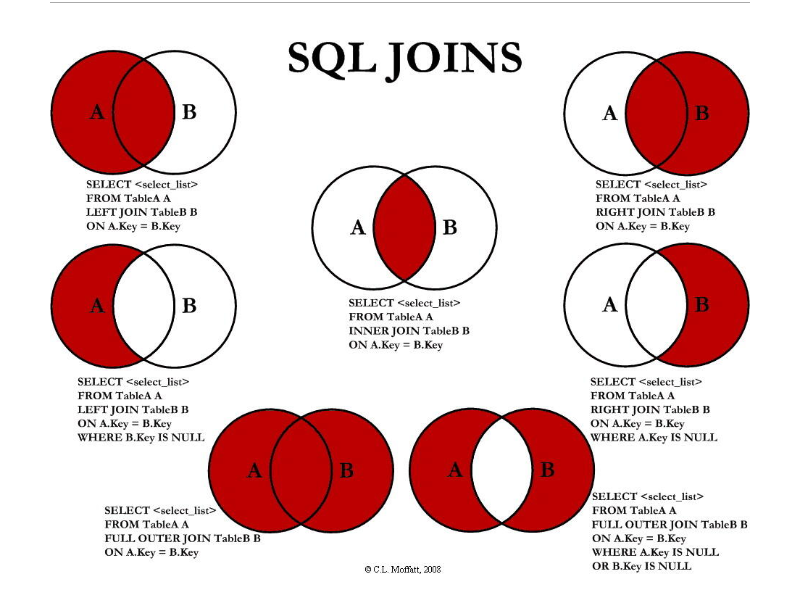 SQL JOINS
A B
SELECT <select_list>
FROM TableA A
LEFT JOIN TableB B
ON A.Key = B.Key
A B
SELECT <select_list>
FROM TableA A
RIGHT JOIN TableB B
ON A.Key = B.Key
A B
SELECT <select_list>
FROM TableA A
INNER JOIN TableB B
ON A.Key = B.Key
A B
SELECT <select_list>
FROM TableA A
LEFT JOIN TableB B
ON A.Key = B.Key
WHERE B.Key IS NULL
A B
SELECT <select_list>
FROM TableA A
RIGHT JOIN TableB B
ON A.Key = B.Key
WHERE A.Key IS NULL
A B
SELECT <select_list>
FROM TableA A
FULL OUTER JOIN TableB B
ON A.Key = B.Key
A B
SELECT <select_list>
FROM TableA A
FULL OUTER JOIN TableB B
ON A.Key = B.Key
WHERE A.Key IS NULL
OR B.Key IS NULL
© C.L. Moffatt, 2008